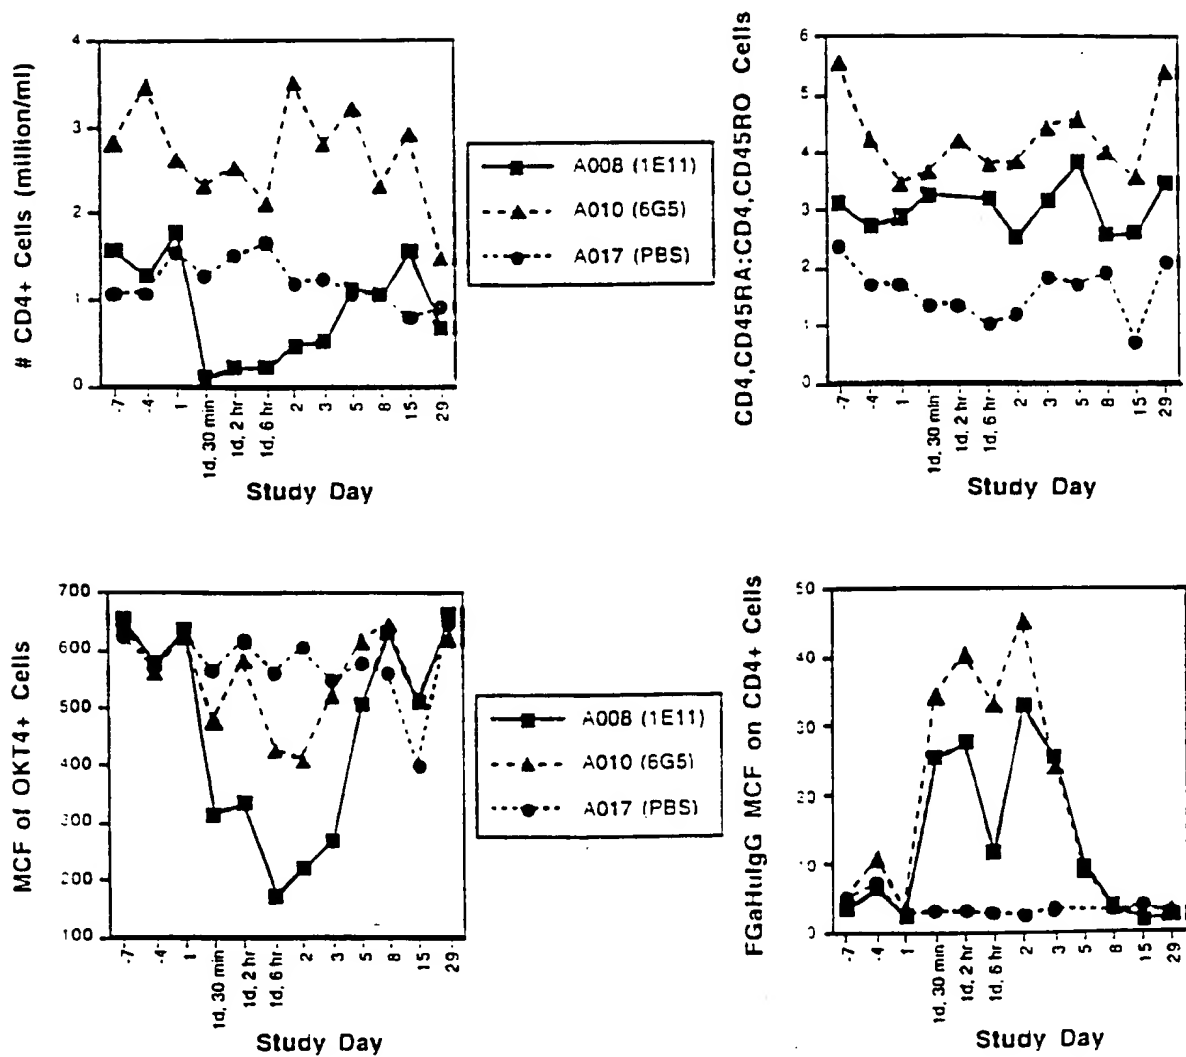 # CD4+ Cells (million/ml)
4
3
2
1
0
-7
-4
1
1d, 30 min
1d, 2 hr
1d, 6 hr
2
3
5
8
15
29
Study Day
A008 (1E11)
A010 (6G5)
A017 (PBS)
CD4,CD45RA:CD4,CD45RO Cells
6
5
4
3
2
1
0
-7
-4
1
1d, 30 min
1d, 2 hr
1d, 6 hr
2
3
5
8
15
29
Study Day
MCF of OKT4+ Cells
700
600
500
400
300
200
100
-7
-4
1
1d, 30 min
1d, 2 hr
1d, 6 hr
2
3
5
8
15
29
Study Day
A008 (1E11)
A010 (6G5)
A017 (PBS)
FGaHuIgG MCF on CD4+ Cells
50
40
30
20
10
0
-7
-4
1
1d, 30 min
1d, 2 hr
1d, 6 hr
2
3
5
8
15
29
Study Day